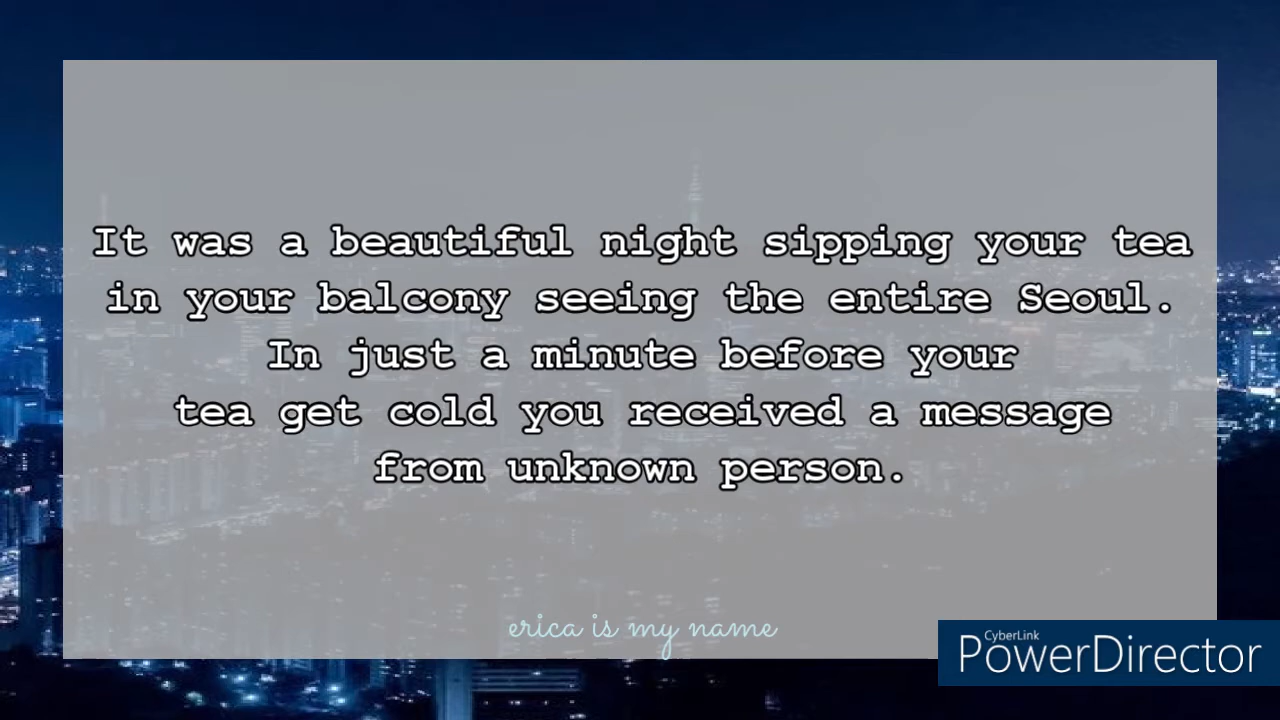 It was a beautiful night sipping your tea
in your balcony seeing the entire Seoul.
In just a minute before your
tea get cold you received a message
from unknown person.
erica is my name
CyberLink
PowerDirector